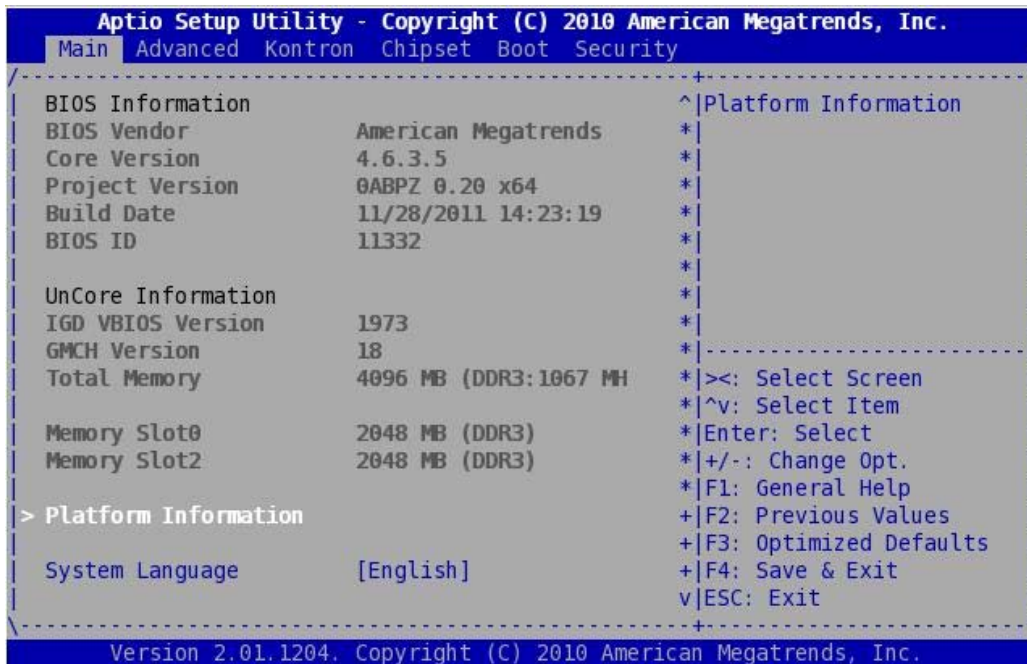 Aptio Setup Utility - Copyright (C) 2010 American Megatrends, Inc.
Main Advanced Kontron Chipset Boot Security
/------------------------------------------------------+-------------------------
| BIOS Information ^|Platform Information
| BIOS Vendor American Megatrends *|
| Core Version 4.6.3.5 *|
| Project Version 0ABPZ 0.20 x64 *|
| Build Date 11/28/2011 14:23:19 *|
| BIOS ID 11332 *|
| *|
| UnCore Information *|
| IGD VBIOS Version 1973 *|
| GMCH Version 18 *|-------------------------
| Total Memory 4096 MB (DDR3:1067 MH *|><: Select Screen
| *|^v: Select Item
| Memory Slot0 2048 MB (DDR3) *|Enter: Select
| Memory Slot2 2048 MB (DDR3) *|+/-: Change Opt.
| *|F1: General Help
|> Platform Information +|F2: Previous Values
| +|F3: Optimized Defaults
| System Language [English] +|F4: Save & Exit
| v|ESC: Exit
\------------------------------------------------------+-------------------------
Version 2.01.1204. Copyright (C) 2010 American Megatrends, Inc.